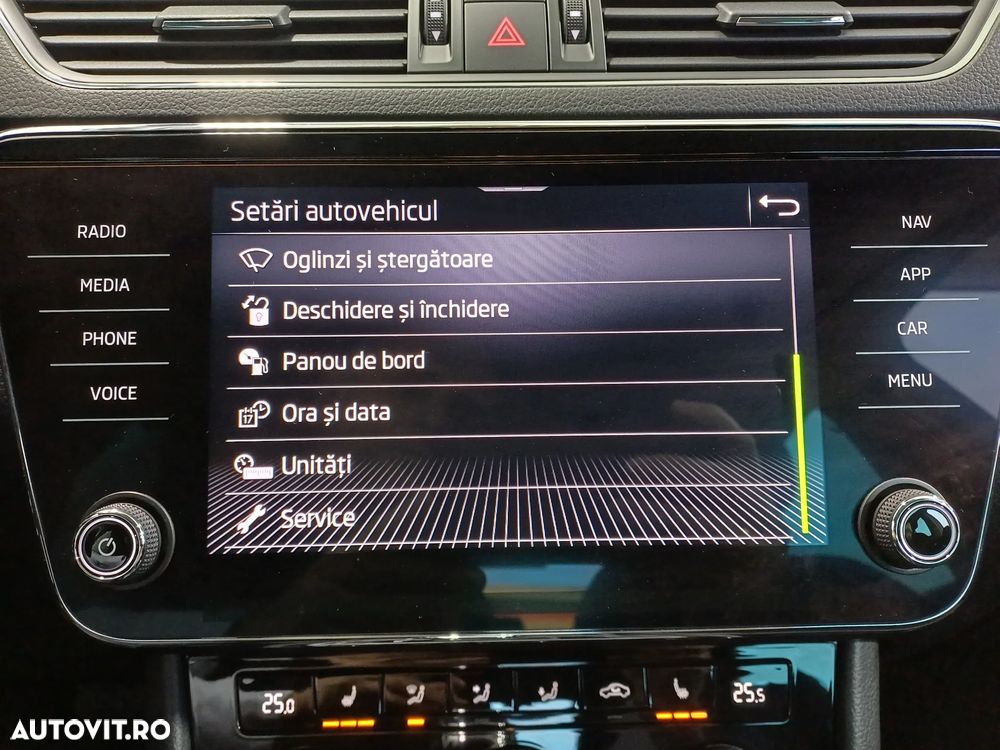 Setări autovehicul
RADIO
NAV
Oglinzi și ștergătoare
MEDIA
APP
Deschidere și închidere
PHONE
CAR
Panou de bord
VOICE
MENU
Ora și data
17
Unități
Service
25.0
25.5
AUTOVIT.RO